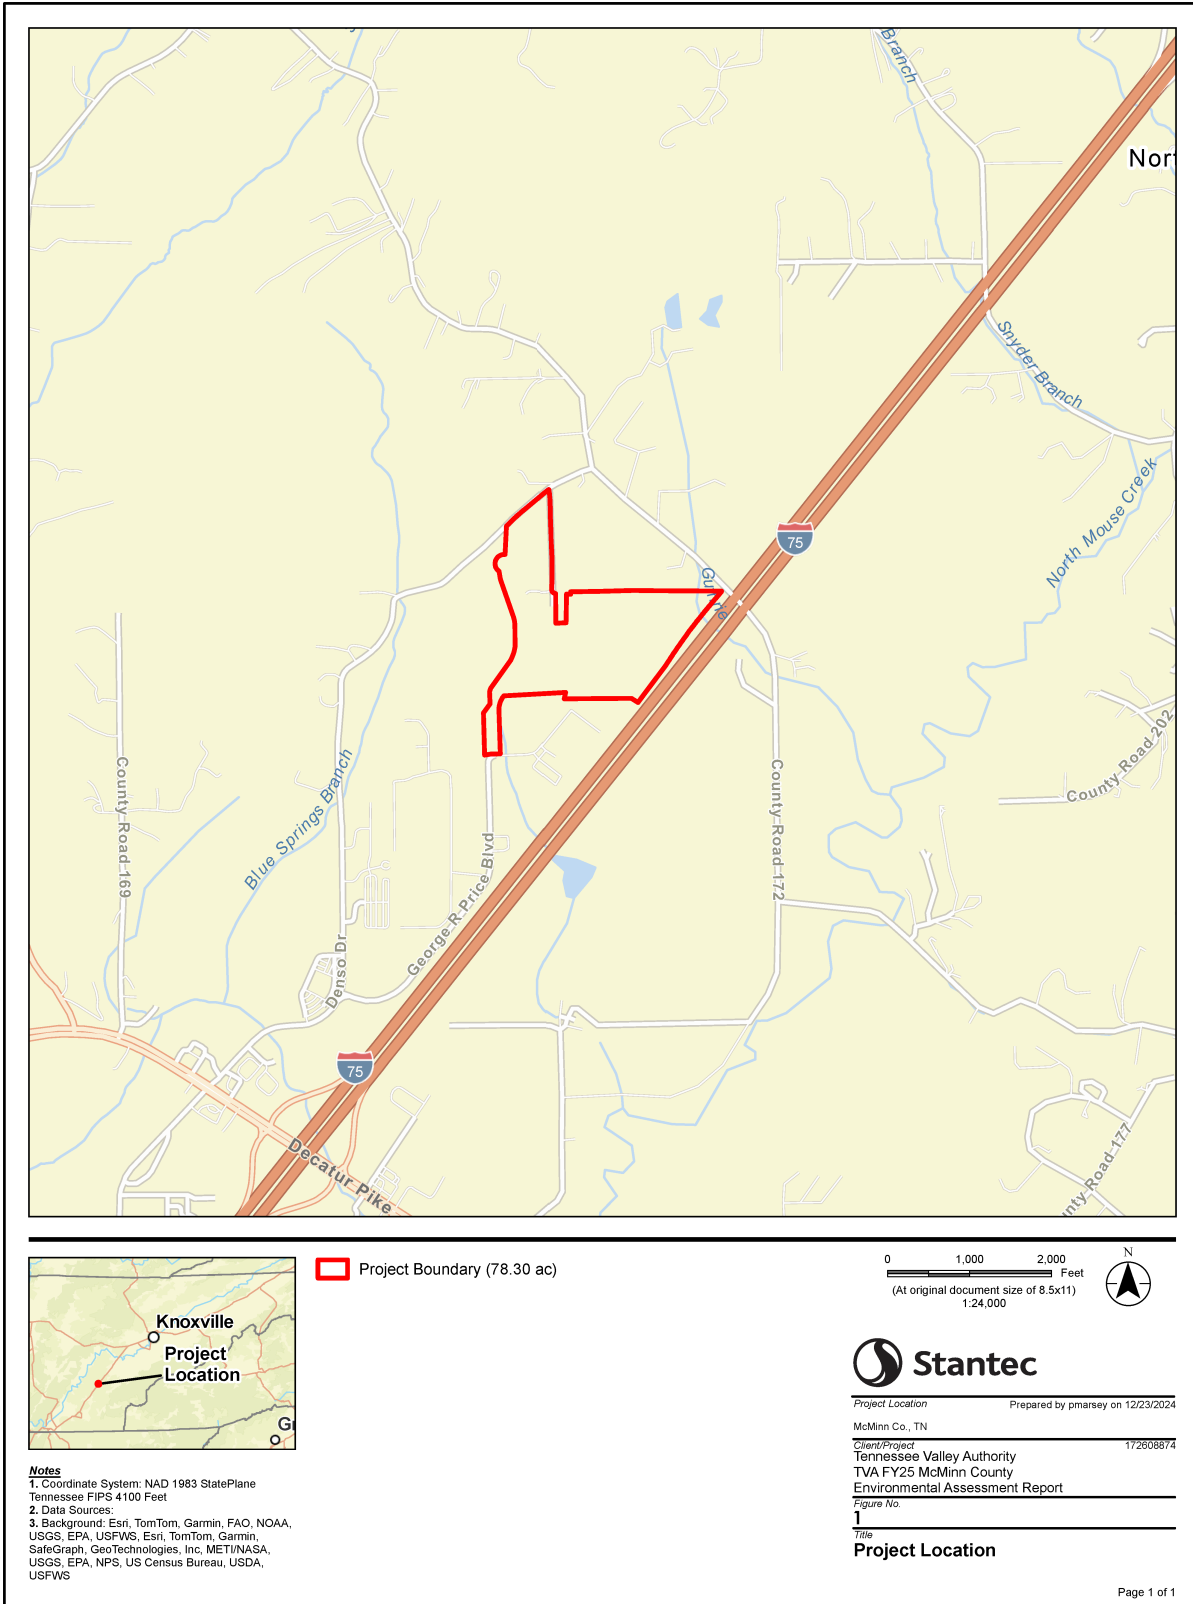 Branch
Nort
Snyder Branch
North Mouse Creek
75
Guthrie
County Road 202
County Road 169
Blue Springs Branch
County Road 172
George R Price Blvd
Denso Dr
75
Decatur Pike
nty Road 177
Knoxville
Project
Location
Gr
Project Boundary (78.30 ac)
0 1,000 2,000
Feet
(At original document size of 8.5x11)
1:24,000
N
Stantec
Project Location
Prepared by pmarsey on 12/23/2024
McMinn Co., TN
Client/Project 172608874
Tennessee Valley Authority
TVA FY25 McMinn County
Environmental Assessment Report
Figure No.
1
Title
Project Location
Notes
1. Coordinate System: NAD 1983 StatePlane
Tennessee FIPS 4100 Feet
2. Data Sources:
3. Background: Esri, TomTom, Garmin, FAO, NOAA,
USGS, EPA, USFWS, Esri, TomTom, Garmin,
SafeGraph, GeoTechnologies, Inc, METI/NASA,
USGS, EPA, NPS, US Census Bureau, USDA,
USFWS
Page 1 of 1